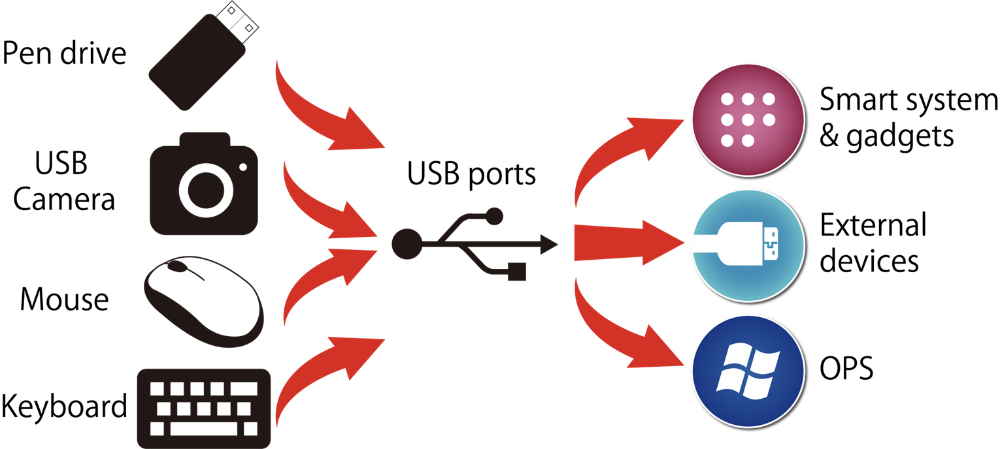 Pen drive
USB
Camera
Mouse
Keyboard
USB ports
Smart system
& gadgets
External
devices
OPS